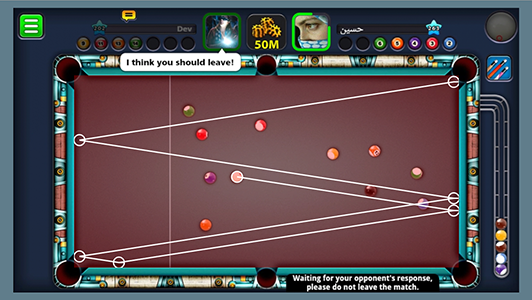 Dev
50M
حسين
I think you should leave!
Waiting for your opponent's response,
please do not leave the match.